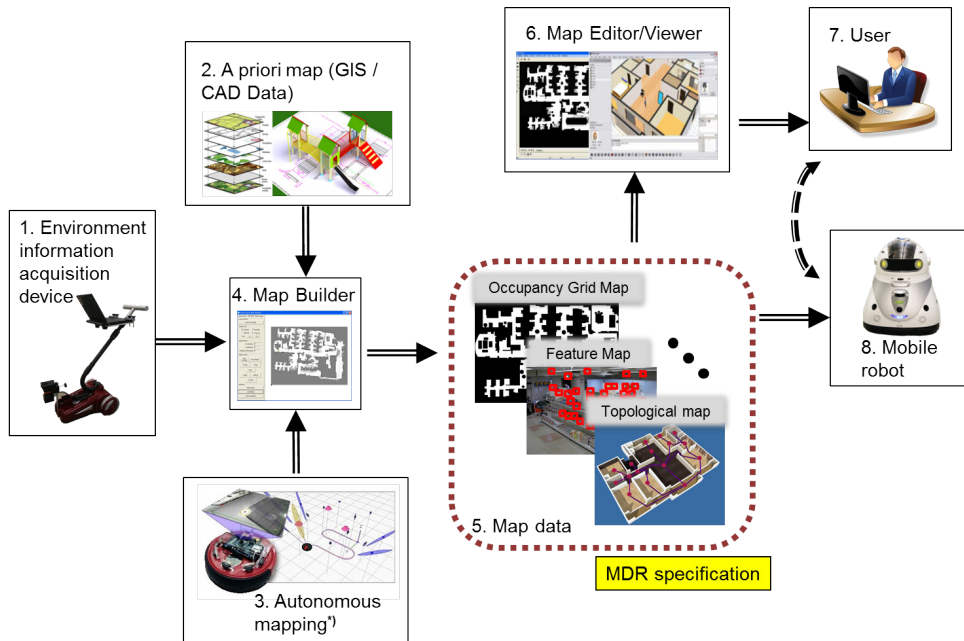 1. Environment
information
acquisition
device
2. A priori map (GIS /
CAD Data)
3. Autonomous
mapping*)
4. Map Builder
Occupancy Grid Map
Feature Map
Topological map
5. Map data
MDR specification
6. Map Editor/Viewer
7. User
8. Mobile
robot